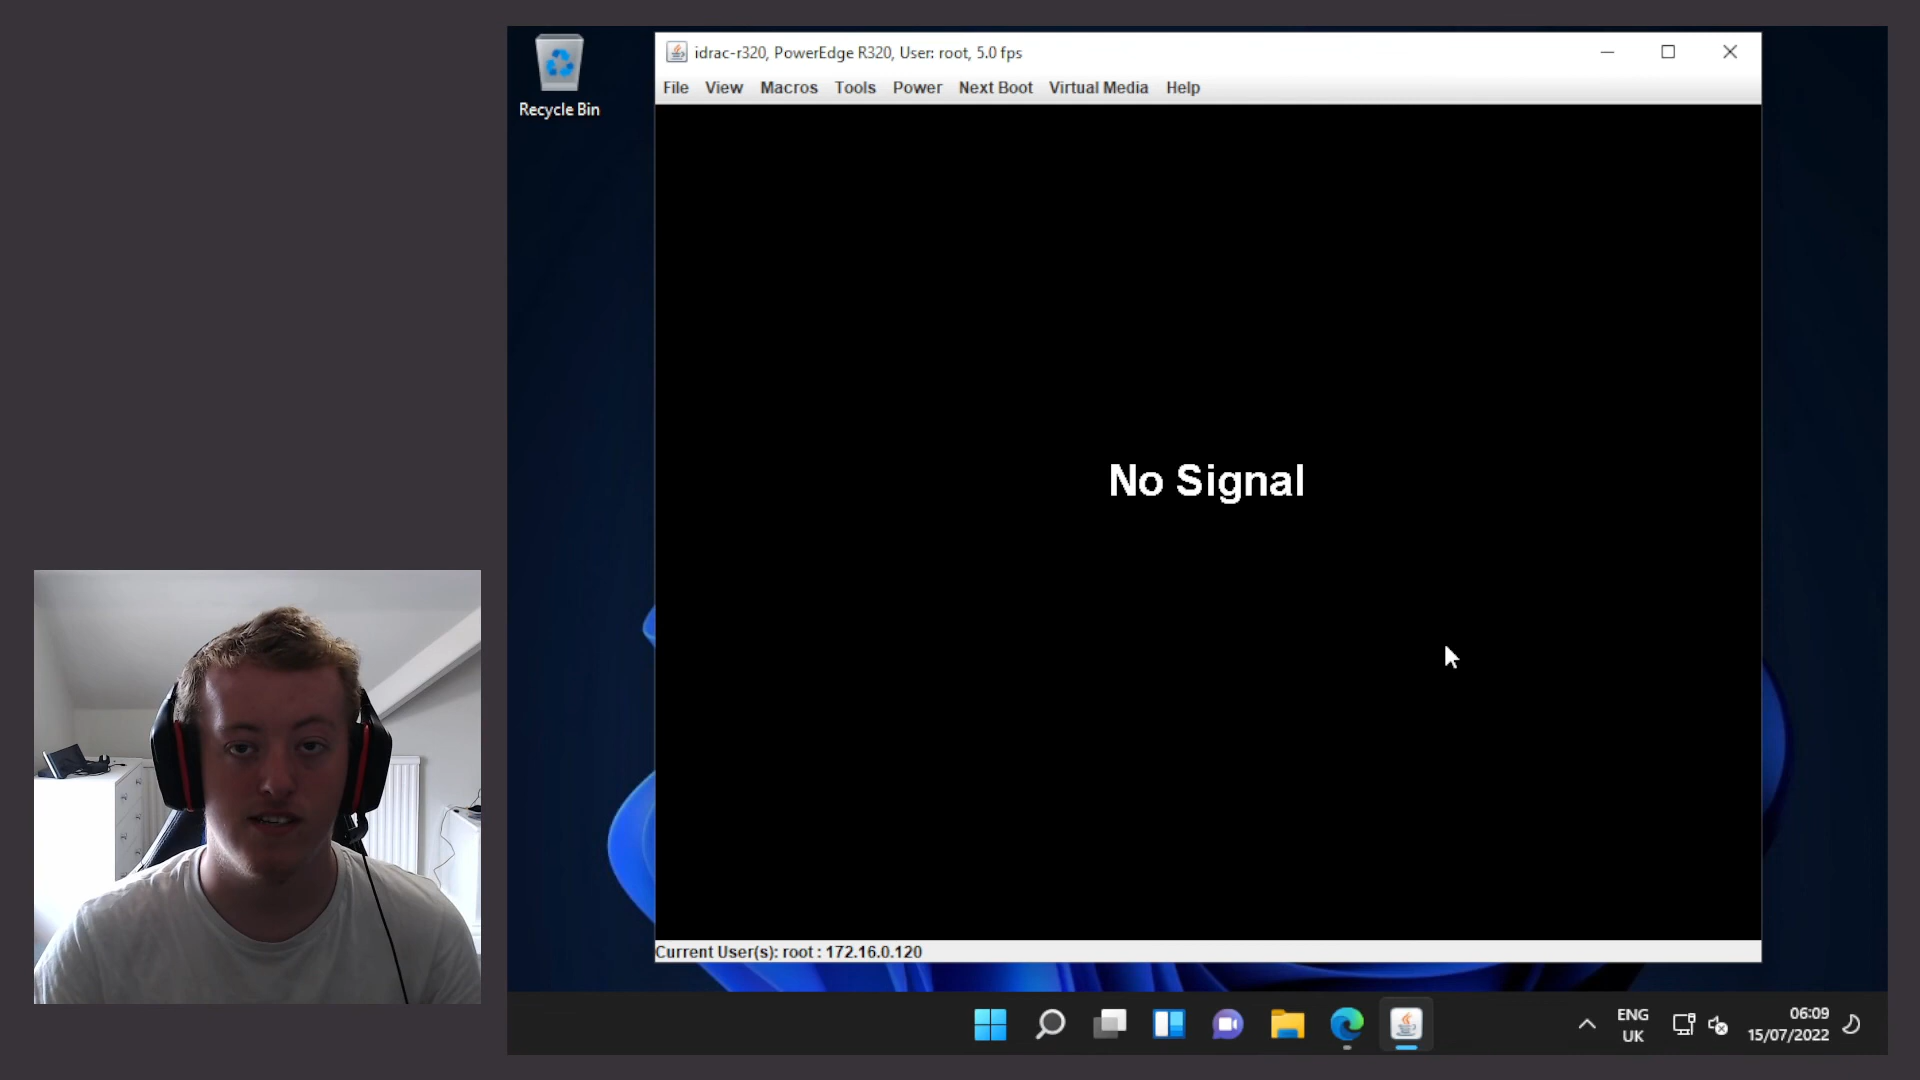 Recycle Bin
idrac-r320, PowerEdge R320, User: root, 5.0 fps
File View Macros Tools Power Next Boot Virtual Media Help
No Signal
Current User(s): root : 172.16.0.120
ENG
UK
06:09
15/07/2022